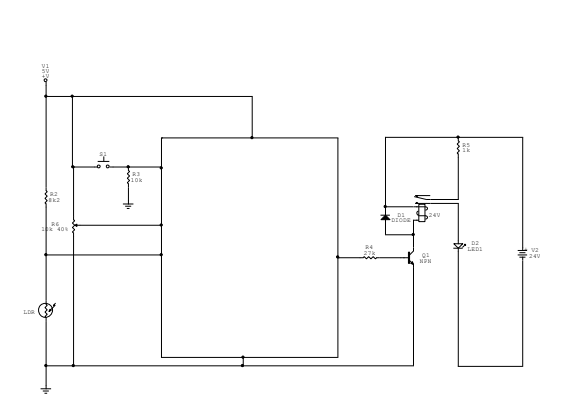 V1
5V
+V
S1
R3
10k
R2
8k2
R6
10k 40%
LDR
R4
27k
Q1
NPN
D1
DIODE
24V
R5
1k
D2
LED1
V2
24V